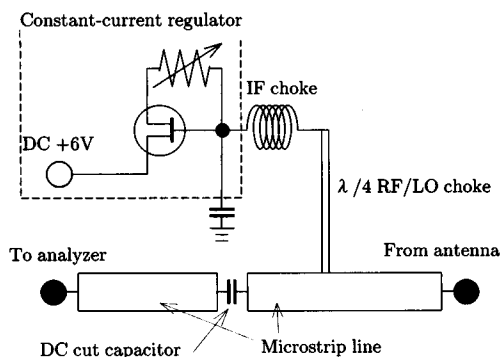 Constant-current regulator
IF choke
DC +6V
λ /4 RF/LO choke
To analyzer
From antenna
DC cut capacitor
Microstrip line